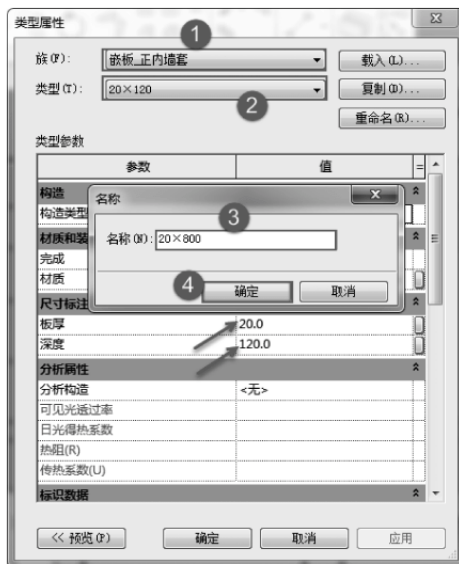 类型属性
1
族(F): 嵌板_正内墙套 载入(L)...
类型(T): 20×120 复制(D)...
2
重命名(R)...
类型参数
参数 值 =
构造
名称
构造类型
3
材质和装
名称(N): 20×800
完成
材质
4 确定 取消
尺寸标注
板厚 20.0
深度 120.0
分析属性
分析构造 <无>
可见光透过率
日光得热系数
热阻(R)
传热系数(U)
标识数据
<< 预览(P) 确定 取消 应用